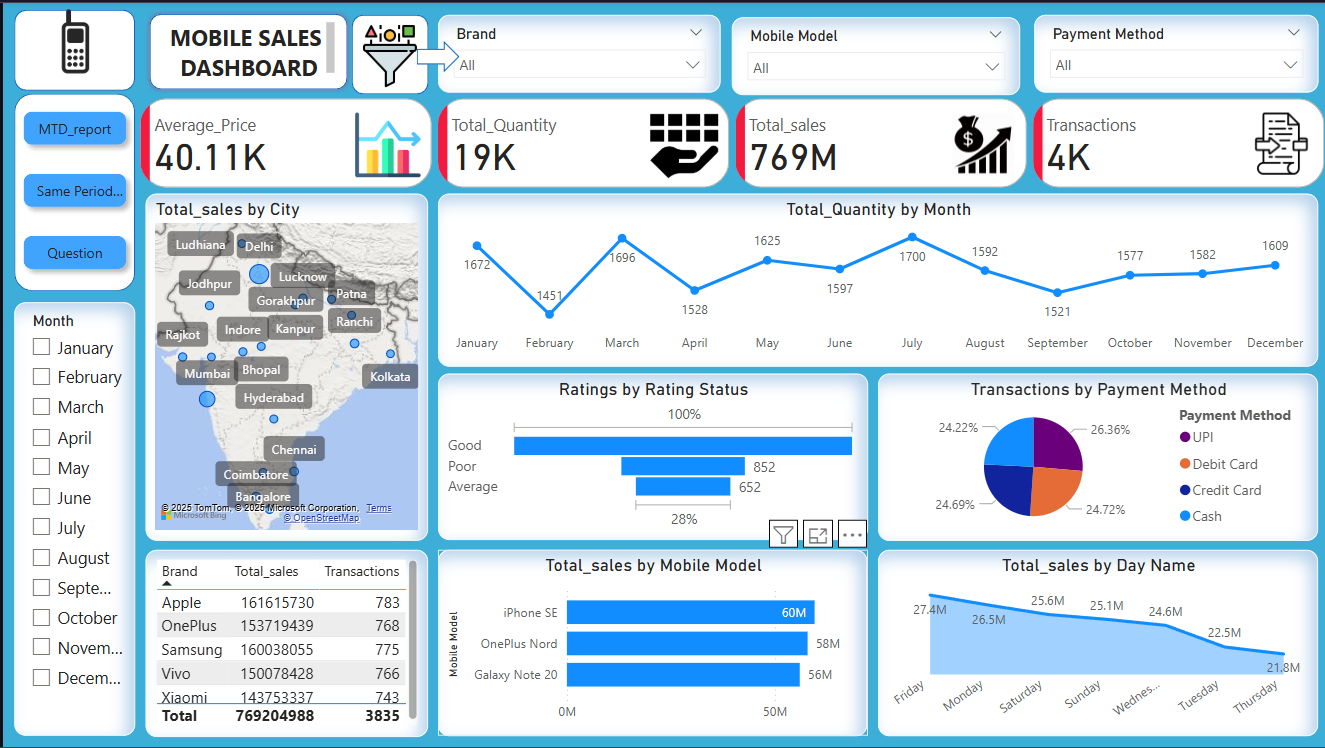 MOBILE SALES
DASHBOARD
Brand
All
Mobile Model
All
Payment Method
All
MTD_report
Same Period...
Question
Average_Price
40.11K
Total_Quantity
19K
Total_sales
769M
Transactions
4K
Month
January
February
March
April
May
June
July
August
Septe...
October
Novem...
Decem...
Total_sales by City
Ludhiana
Delhi
Lucknow
Jodhpur
Gorakhpur
Patna
Rajkot
Indore
Kanpur
Ranchi
Mumbai
Bhopal
Kolkata
Hyderabad
Chennai
Coimbatore
Bangalore
© 2025 TomTom, © 2025 Microsoft Corporation, Terms
Microsoft Bing
© OpenStreetMap
Total_Quantity by Month
1672
1451
1696
1528
1625
1597
1700
1592
1521
1577
1582
1609
January February March April May June July August September October November December
Ratings by Rating Status
100%
Good
Poor 852
Average 652
28%
Transactions by Payment Method
24.22%
26.36%
24.69%
24.72%
Payment Method
UPI
Debit Card
Credit Card
Cash
Brand Total_sales Transactions
Apple 161615730 783
OnePlus 153719439 768
Samsung 160038055 775
Vivo 150078428 766
Xiaomi 143753337 743
Total 769204988 3835
Total_sales by Mobile Model
Mobile Model
iPhone SE 60M
OnePlus Nord 58M
Galaxy Note 20 56M
0M 50M
Total_sales by Day Name
27.4M
26.5M
25.6M
25.1M
24.6M
22.5M
21.8M
Friday Monday Saturday Sunday Wednes... Tuesday Thursday